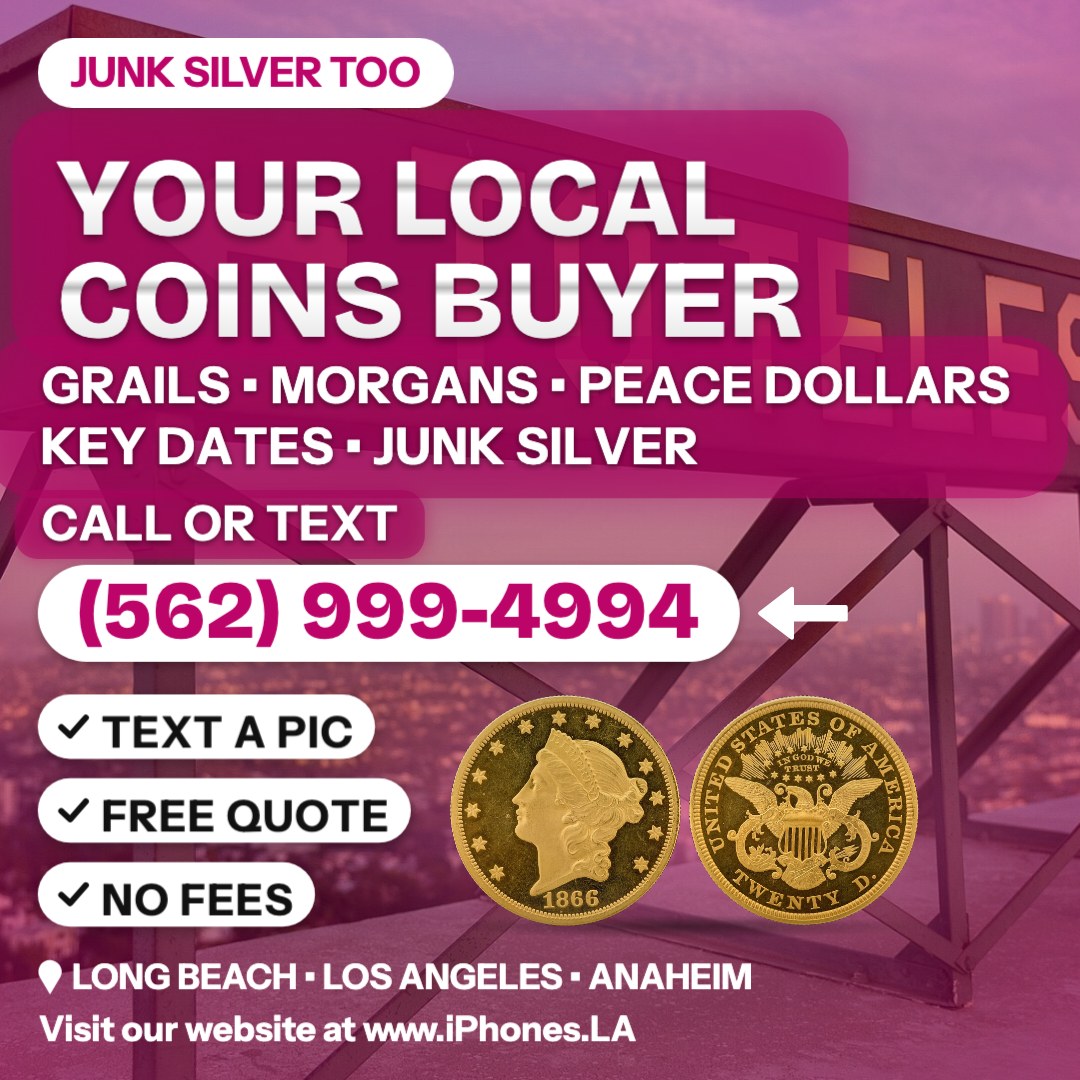 JUNK SILVER TOO
YOUR LOCAL
COINS BUYER
GRAILS ▪ MORGANS ▪ PEACE DOLLARS
KEY DATES ▪ JUNK SILVER
CALL OR TEXT
(562) 999-4994
✓ TEXT A PIC
✓ FREE QUOTE
✓ NO FEES
1866
UNITED STATES OF AMERICA
IN GOD WE
TRUST
TWENTY D.
LONG BEACH ▪ LOS ANGELES ▪ ANAHEIM
Visit our website at www.iPhones.LA